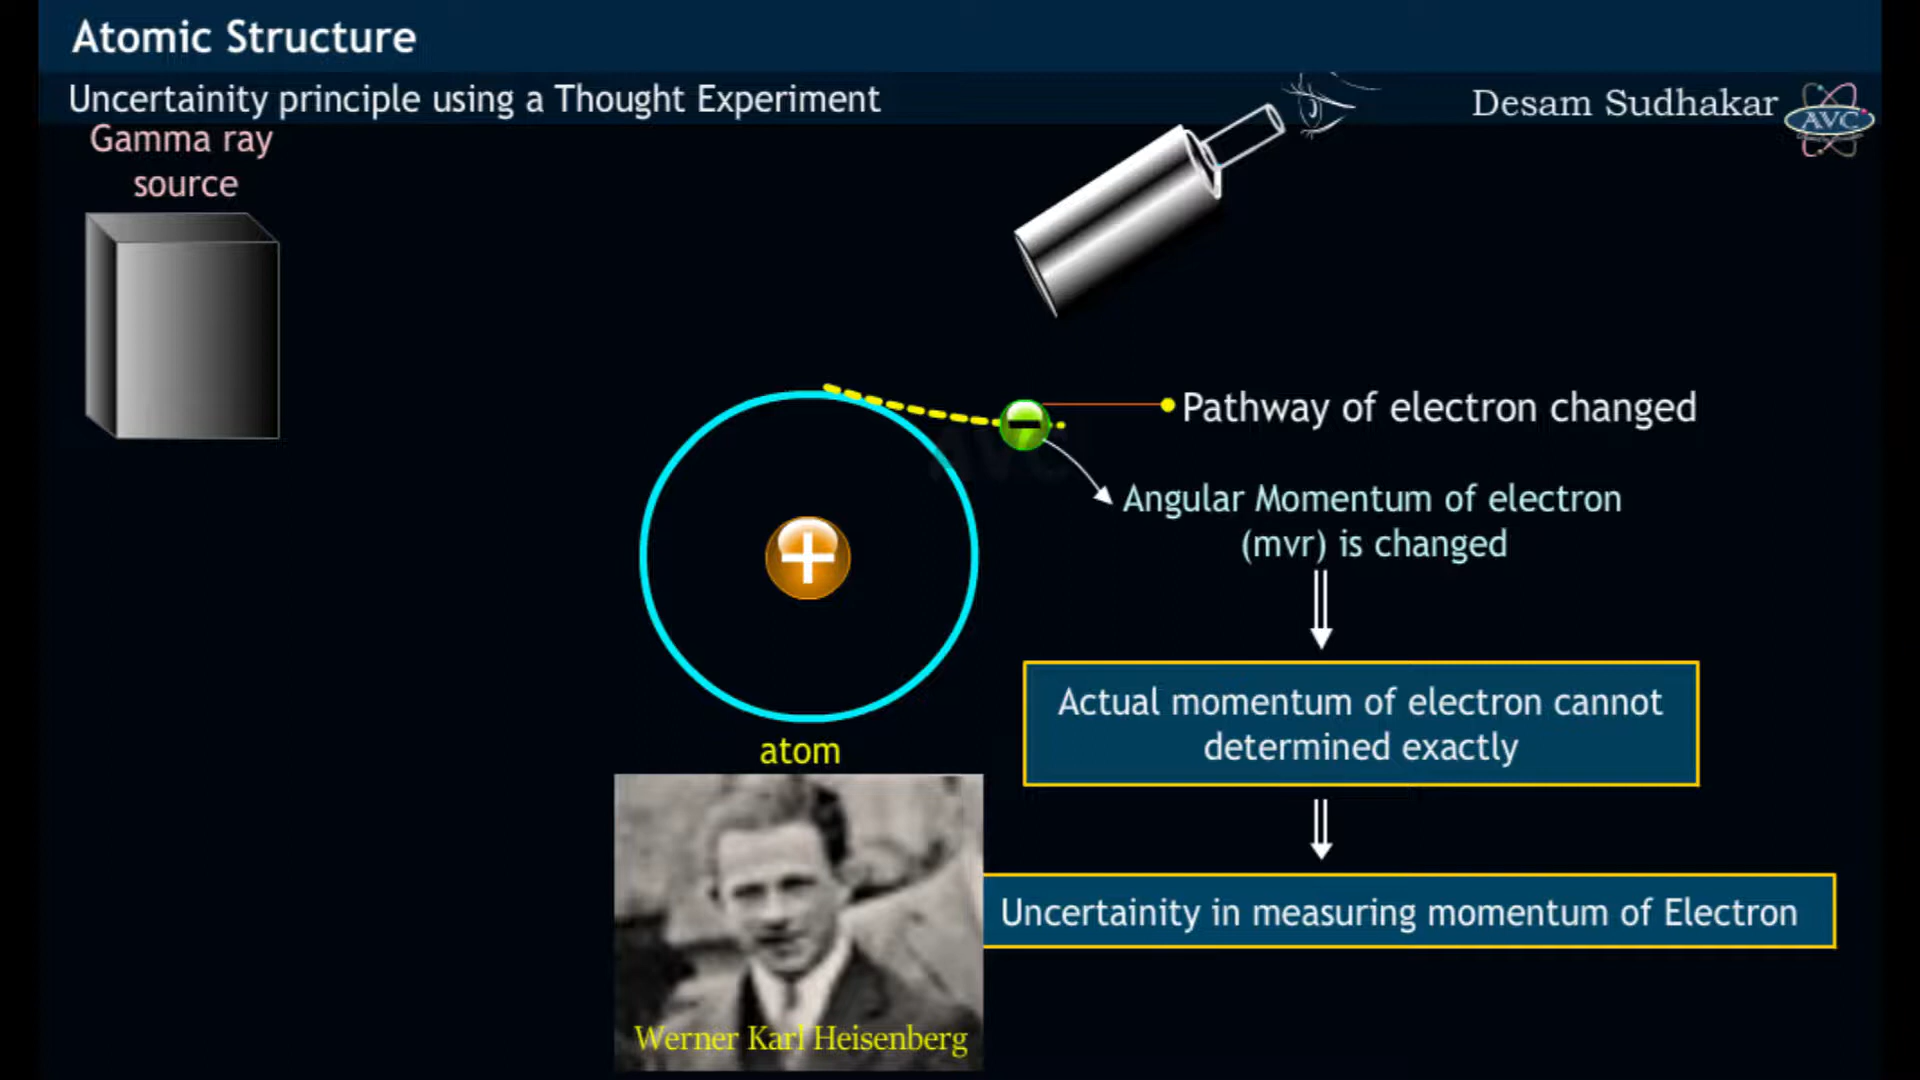 Atomic Structure
Uncertainity principle using a Thought Experiment
Desam Sudhakar
AVC
Gamma ray
source
Pathway of electron changed
Angular Momentum of electron
(mvr) is changed
Actual momentum of electron cannot
determined exactly
atom
Uncertainity in measuring momentum of Electron
Werner Karl Heisenberg